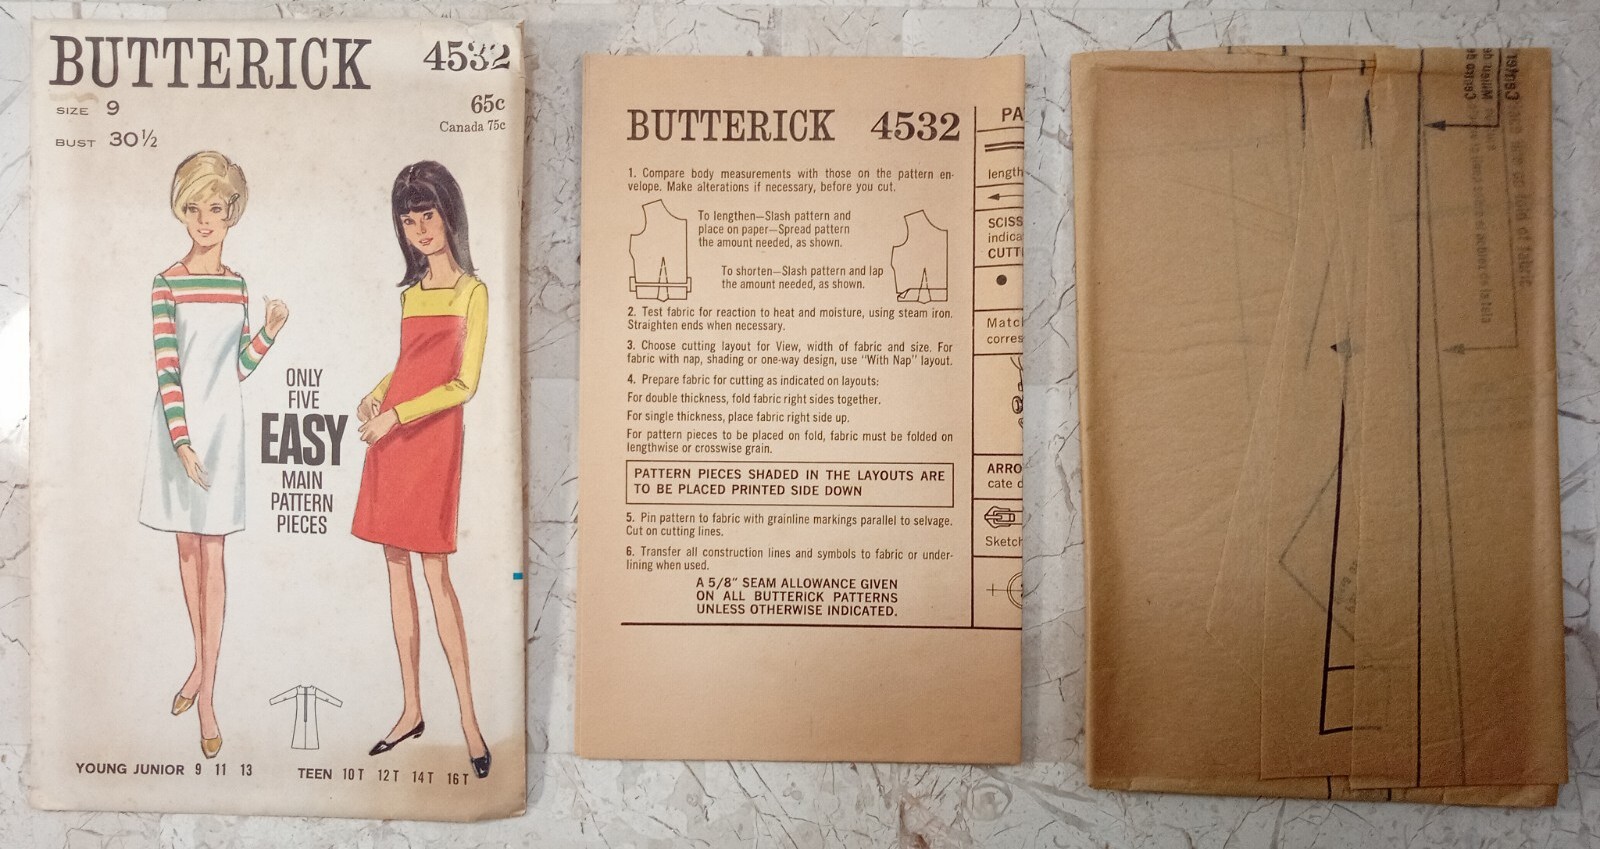 BUTTERICK 4532
SIZE 9
65c
Canada 75c
BUST 30½
ONLY
FIVE
EASY
MAIN
PATTERN
PIECES
YOUNG JUNIOR 9 11 13 TEEN 10T 12T 14T 16T
BUTTERICK 4532
1. Compare body measurements with those on the pattern en-
velope. Make alterations if necessary, before you cut.
To lengthen—Slash pattern and
place on paper—Spread pattern
the amount needed, as shown.
To shorten—Slash pattern and lap
the amount needed, as shown.
2. Test fabric for reaction to heat and moisture, using steam iron.
Straighten ends when necessary.
3. Choose cutting layout for View, width of fabric and size. For
fabric with nap, shading or one-way design, use "With Nap" layout.
4. Prepare fabric for cutting as indicated on layouts:
For double thickness, fold fabric right sides together.
For single thickness, place fabric right side up.
For pattern pieces to be placed on fold, fabric must be folded on
lengthwise or crosswise grain.
PATTERN PIECES SHADED IN THE LAYOUTS ARE
TO BE PLACED PRINTED SIDE DOWN
5. Pin pattern to fabric with grainline markings parallel to selvage.
Cut on cutting lines.
6. Transfer all construction lines and symbols to fabric or under-
lining when used.
A 5/8" SEAM ALLOWANCE GIVEN
ON ALL BUTTERICK PATTERNS
UNLESS OTHERWISE INDICATED.
PA
length
SCISS
indica
CUTTI
Matc
corres
ARRO
cate d
Sketch